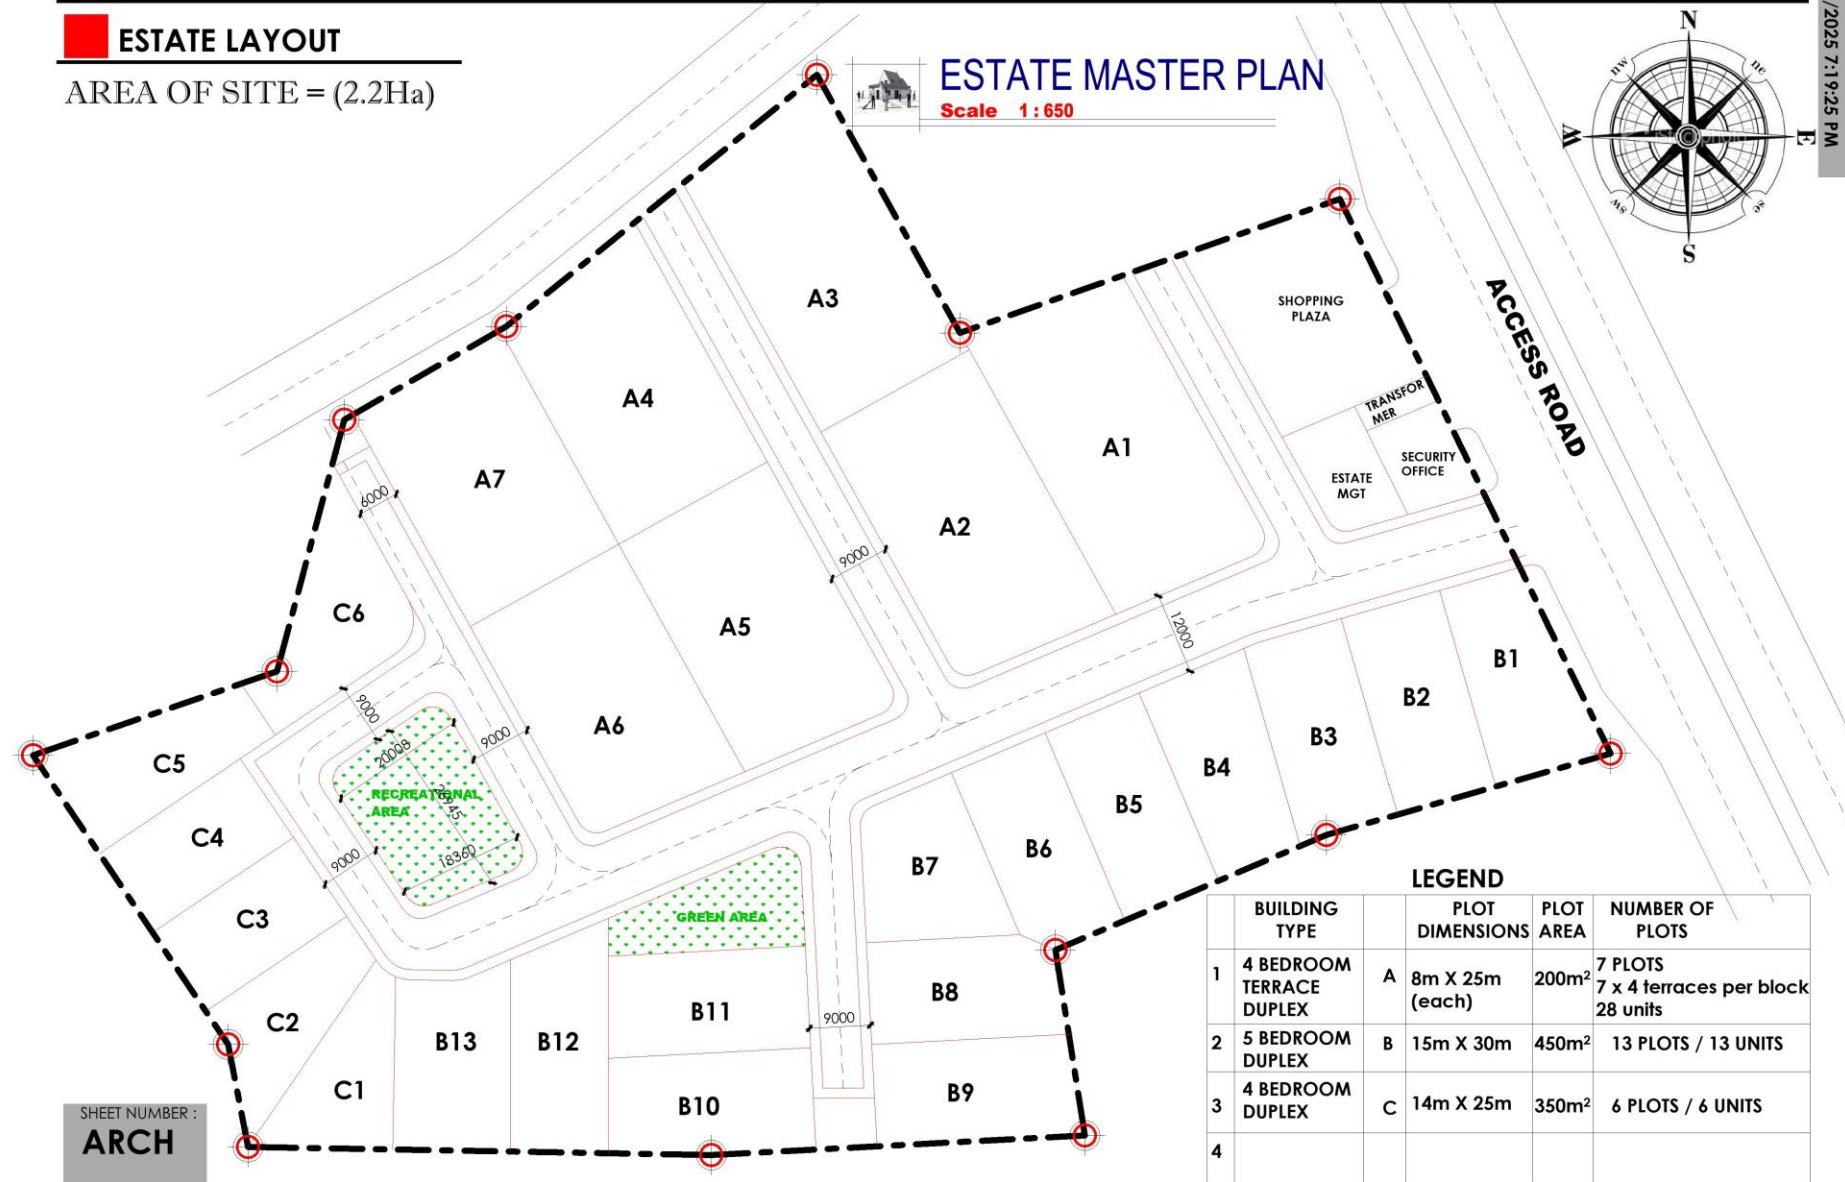 ESTATE LAYOUT
AREA OF SITE = (2.2Ha)
ESTATE MASTER PLAN
Scale 1 : 650
/2025 7:19:25 PM
N
nw
ne
W
E
sw
se
S
ACCESS ROAD
SHOPPING
PLAZA
TRANSFOR
MER
SECURITY
OFFICE
ESTATE
MGT
A3
A4
A7
A1
A2
A5
A6
6000
9000
12000
C6
C5
C4
C3
C2
C1
9000
9000
9000
20008
RECREATIONAL
AREA
18360
GREEN AREA
B1
B2
B3
B4
B5
B6
B7
B8
B9
B10
B11
B12
B13
9000
LEGEND
BUILDING TYPE PLOT DIMENSIONS PLOT AREA NUMBER OF PLOTS
1 4 BEDROOM TERRACE DUPLEX A 8m X 25m (each) 200m² 7 PLOTS
7 x 4 terraces per block
28 units
2 5 BEDROOM DUPLEX B 15m X 30m 450m² 13 PLOTS / 13 UNITS
3 4 BEDROOM DUPLEX C 14m X 25m 350m² 6 PLOTS / 6 UNITS
4
SHEET NUMBER :
ARCH